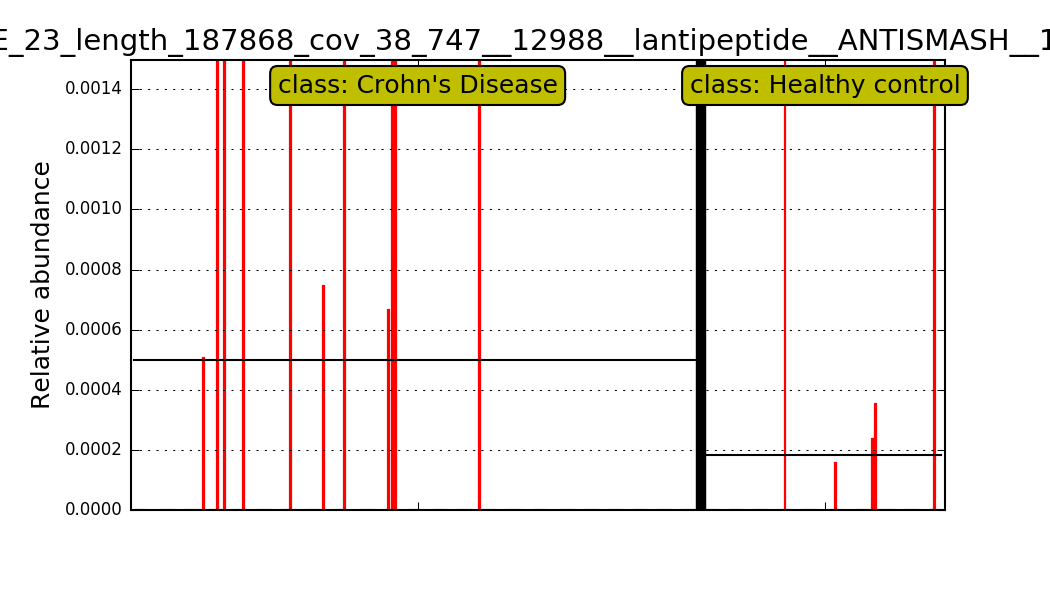 E_23_length_187868_cov_38_747__12988__lantipeptide__ANTISMASH__1
class: Crohn's Disease
class: Healthy control
Relative abundance
0.0014
0.0012
0.0010
0.0008
0.0006
0.0004
0.0002
0.0000